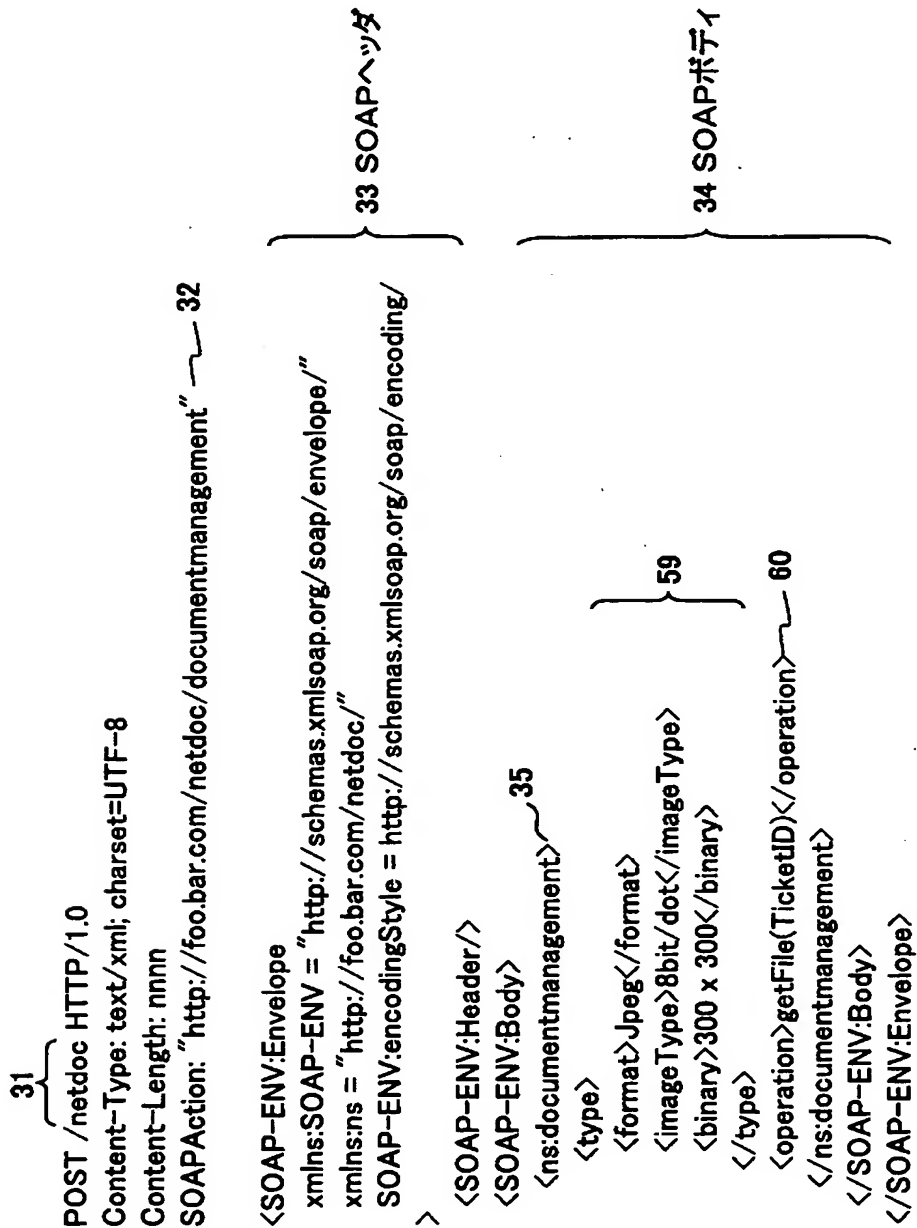 31
POST /netdoc HTTP/1.0
Content-Type: text/xml; charset=UTF-8
Content-Length: nnnn
SOAPAction: "http://foo.bar.com/netdoc/documentmanagement" 32
<SOAP-ENV:Envelope
xmlns:SOAP-ENV = "http://schemas.xmlsoap.org/soap/envelope/"
xmlns:ns = "http://foo.bar.com/netdoc/"
SOAP-ENV:encodingStyle = http://schemas.xmlsoap.org/soap/encoding/
>
33 SOAPヘッダ
<SOAP-ENV:Header/>
<SOAP-ENV:Body>
<ns:documentmanagement> 35
<type>
<format>Jpeg</format>
<imageType>8bit/dot</imageType>
<binary>300 x 300</binary>
59
</type>
<operation>getFile(TicketID)</operation> 60
</ns:documentmanagement>
</SOAP-ENV:Body>
</SOAP-ENV:Envelope>
34 SOAPボディ